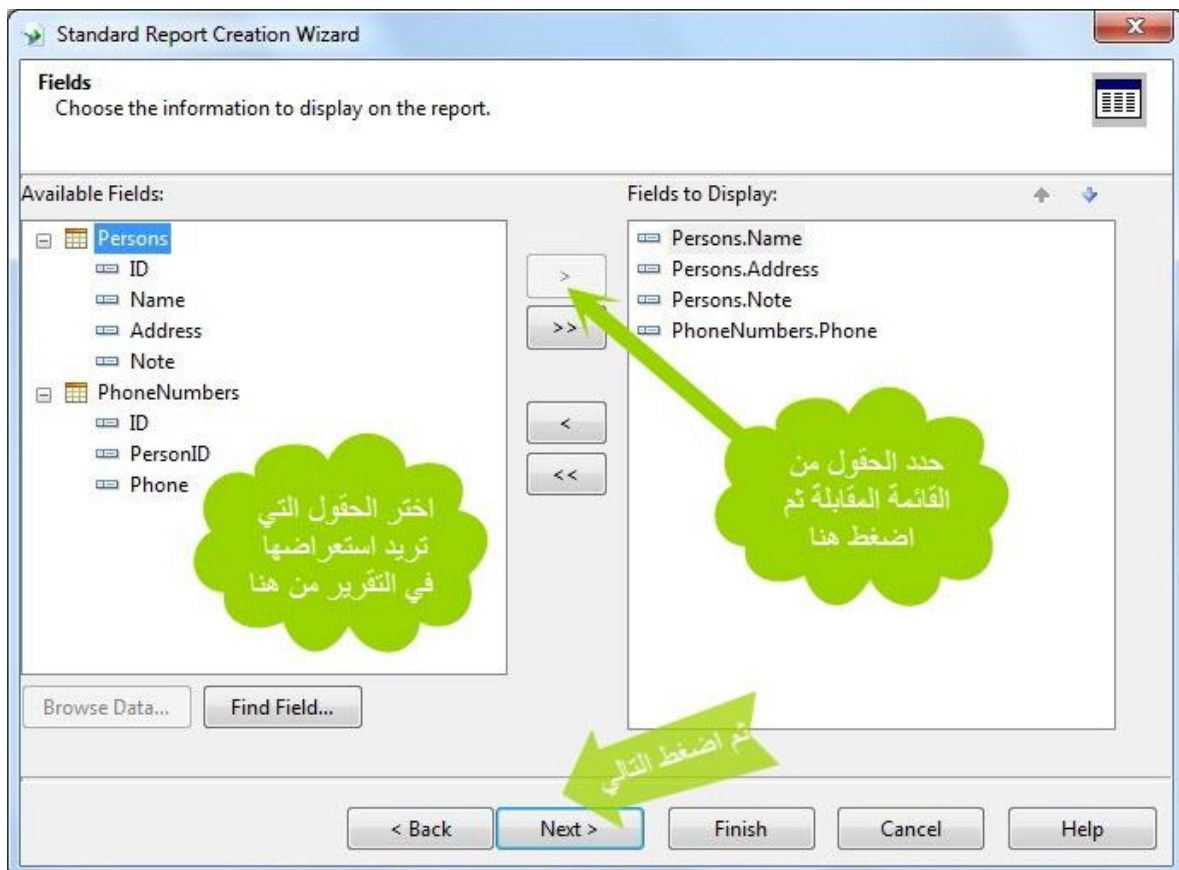 Standard Report Creation Wizard
Fields
Choose the information to display on the report.
Available Fields:
Persons
ID
Name
Address
Note
PhoneNumbers
ID
PersonID
Phone
اختر الحقول التي
تريد استعراضها
في التقرير من هنا
>
>>
<
<<
Fields to Display:
Persons.Name
Persons.Address
Persons.Note
PhoneNumbers.Phone
حدد الحقول من
القائمة المقابلة ثم
اضغط هنا
Browse Data...
Find Field...
ثم اضغط التالي
< Back
Next >
Finish
Cancel
Help